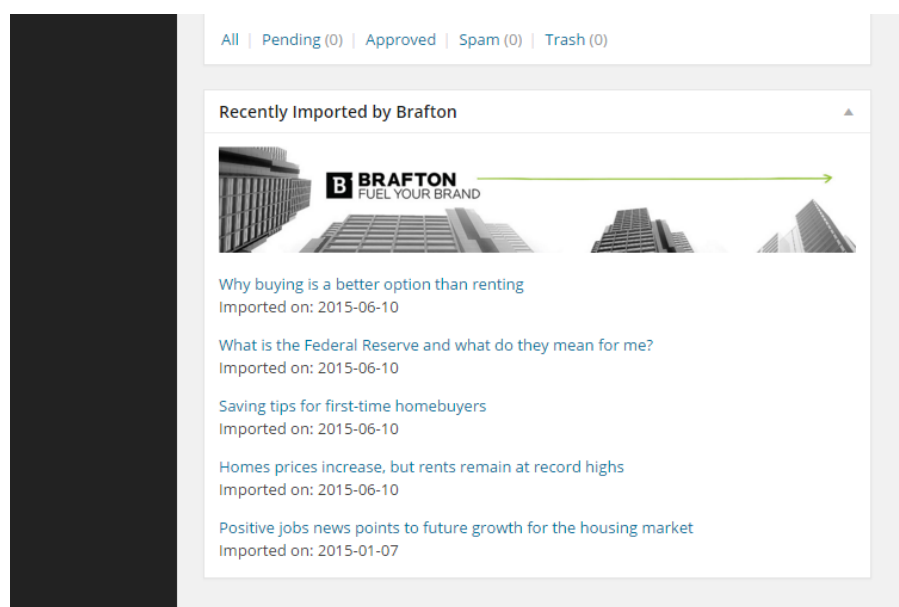 All | Pending (0) | Approved | Spam (0) | Trash (0)
Recently Imported by Brafton
B BRAFTON
FUEL YOUR BRAND
Why buying is a better option than renting
Imported on: 2015-06-10
What is the Federal Reserve and what do they mean for me?
Imported on: 2015-06-10
Saving tips for first-time homebuyers
Imported on: 2015-06-10
Homes prices increase, but rents remain at record highs
Imported on: 2015-06-10
Positive jobs news points to future growth for the housing market
Imported on: 2015-01-07